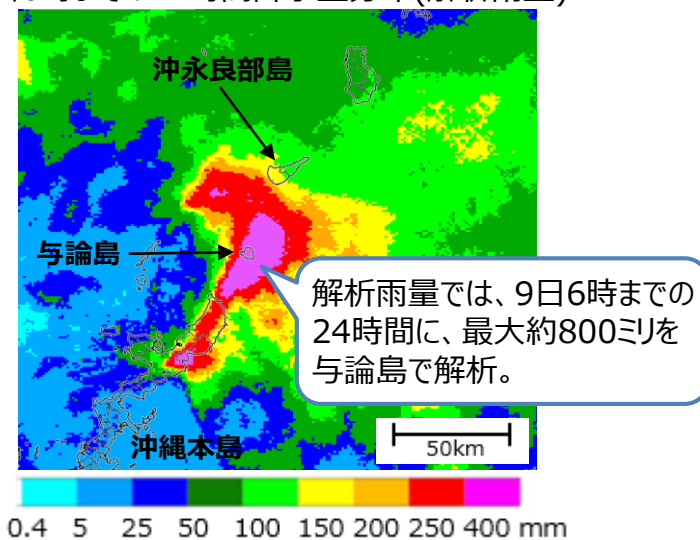 沖永良部島
与論島
解析雨量では、9日6時までの
24時間に、最大約800ミリを
与論島で解析。
沖縄本島
50km
0.4 5 25 50 100 150 200 250 400 mm